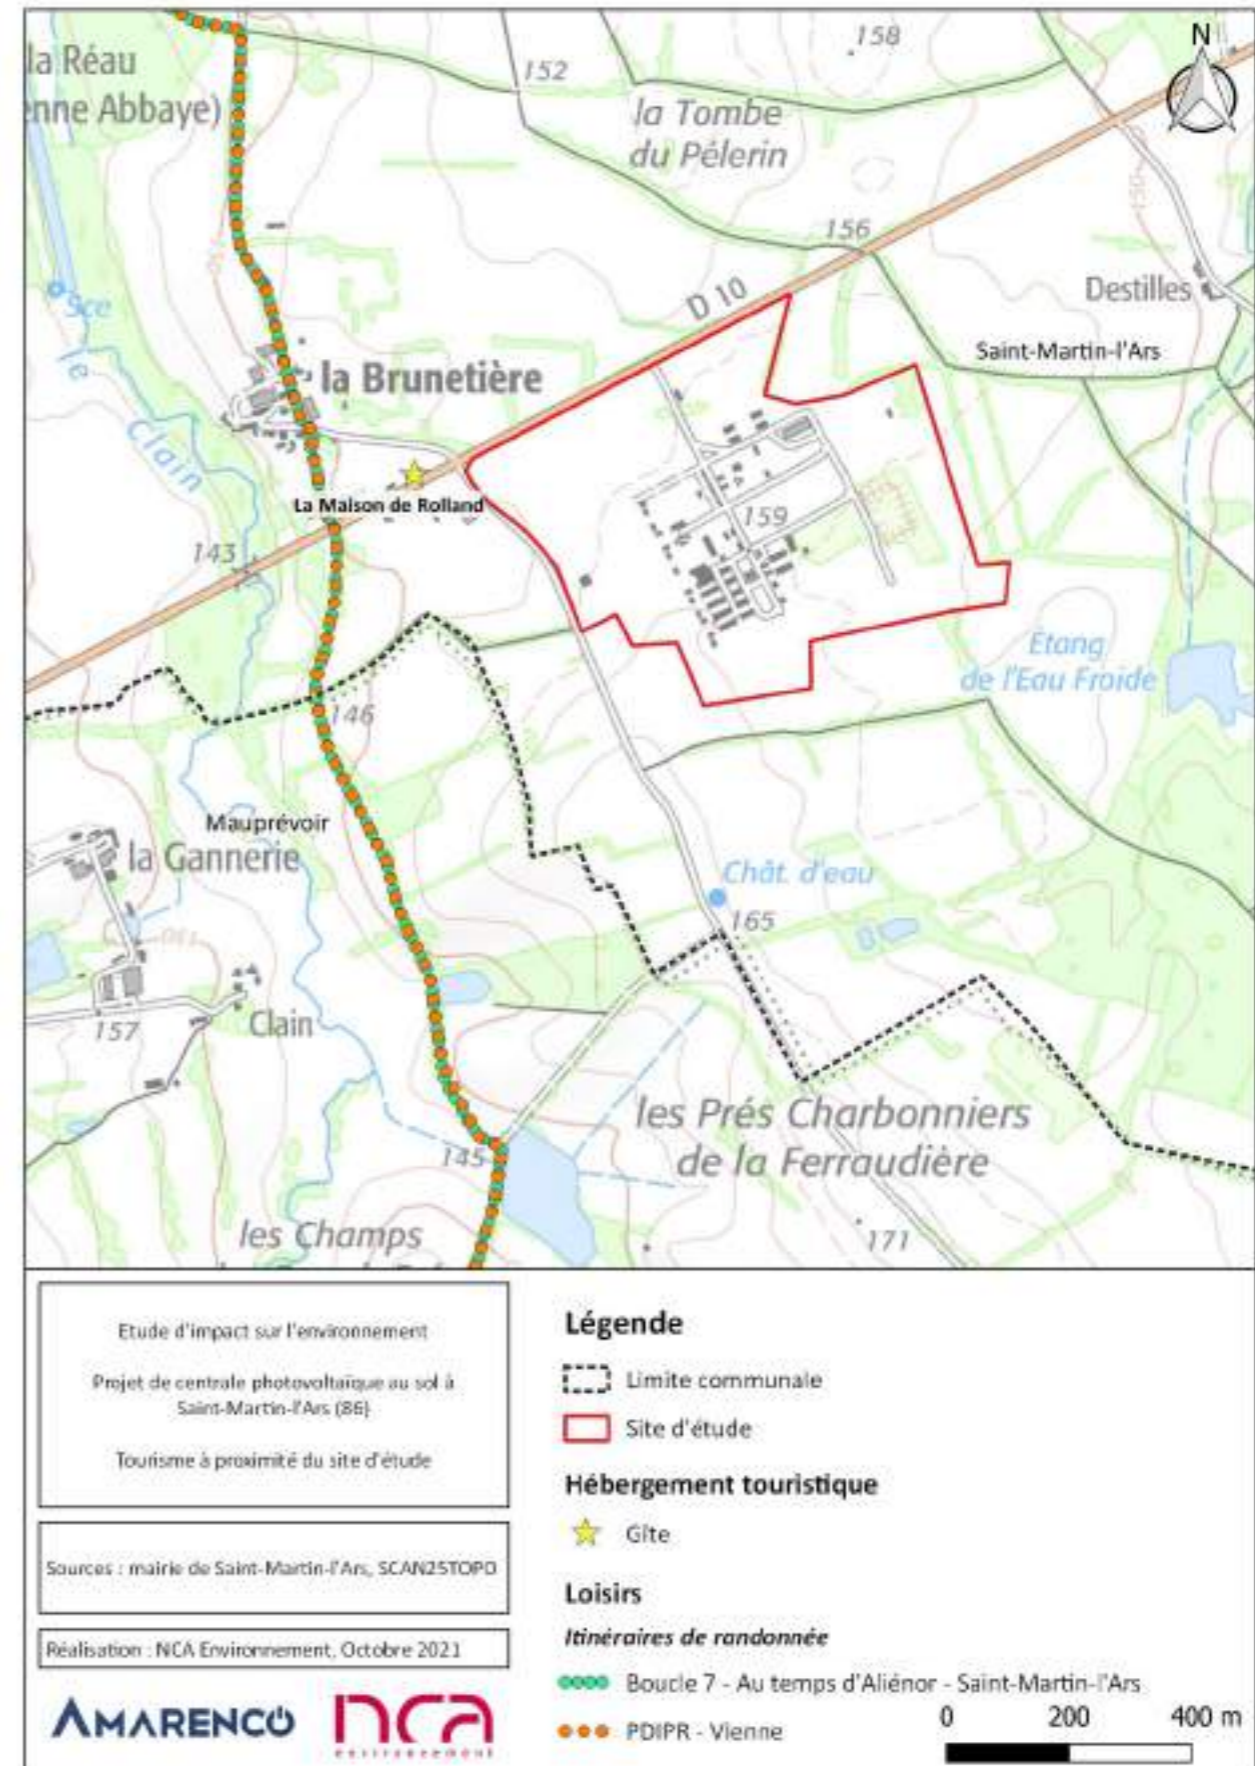 la Réau
enne Abbaye)
152
158
N
la Tombe
du Pélerin
156
150
D 10
Destilles
Sce
Saint-Martin-l'Ars
le
Clain
la Brunetière
La Maison de Rolland
159
143
Étang
de l'Eau Froide
146
Mauprévoir
la Gannerie
Chât. d'eau
165
157
Clain
les Prés Charbonniers
de la Ferraudière
145
les Champs
171
Etude d'impact sur l'environnement
Projet de centrale photovoltaïque au sol à
Saint-Martin-l'Ars (86)
Tourisme à proximité du site d'étude
Sources : mairie de Saint-Martin-l'Ars, SCAN25TOPO
Réalisation : NCA Environnement, Octobre 2021
AMARENCO
nca
environnement
Légende
Limite communale
Site d'étude
Hébergement touristique
Gîte
Loisirs
Itinéraires de randonnée
Boucle 7 - Au temps d'Aliénor - Saint-Martin-l'Ars
PDIPR - Vienne
0 200 400 m